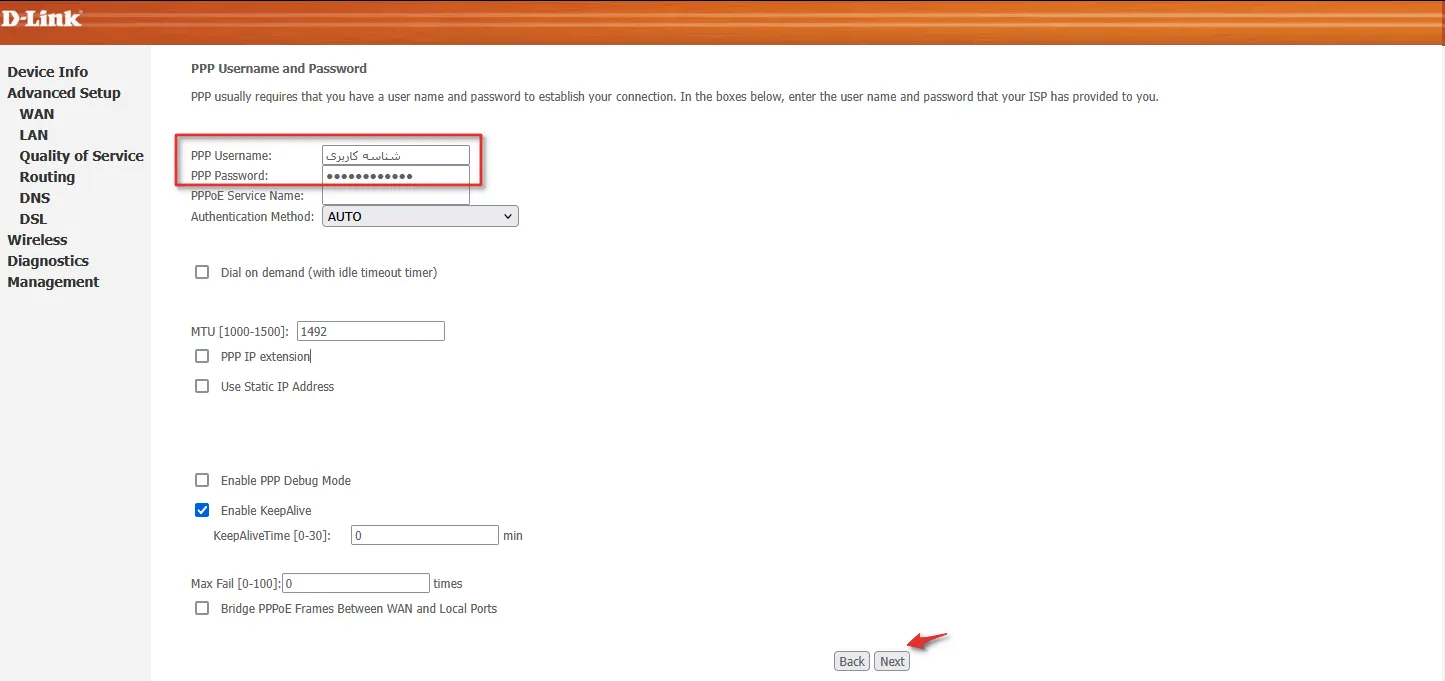 D-Link
Device Info
Advanced Setup
WAN
LAN
Quality of Service
Routing
DNS
DSL
Wireless
Diagnostics
Management
PPP Username and Password
PPP usually requires that you have a user name and password to establish your connection. In the boxes below, enter the user name and password that your ISP has provided to you.
PPP Username: شناسه کاربری
PPP Password: ●●●●●●●●●●●●
PPPoE Service Name:
Authentication Method: AUTO
Dial on demand (with idle timeout timer)
MTU [1000-1500]: 1492
PPP IP extension
Use Static IP Address
Enable PPP Debug Mode
Enable KeepAlive
KeepAliveTime [0-30]: 0 min
Max Fail [0-100]: 0 times
Bridge PPPoE Frames Between WAN and Local Ports
Back Next